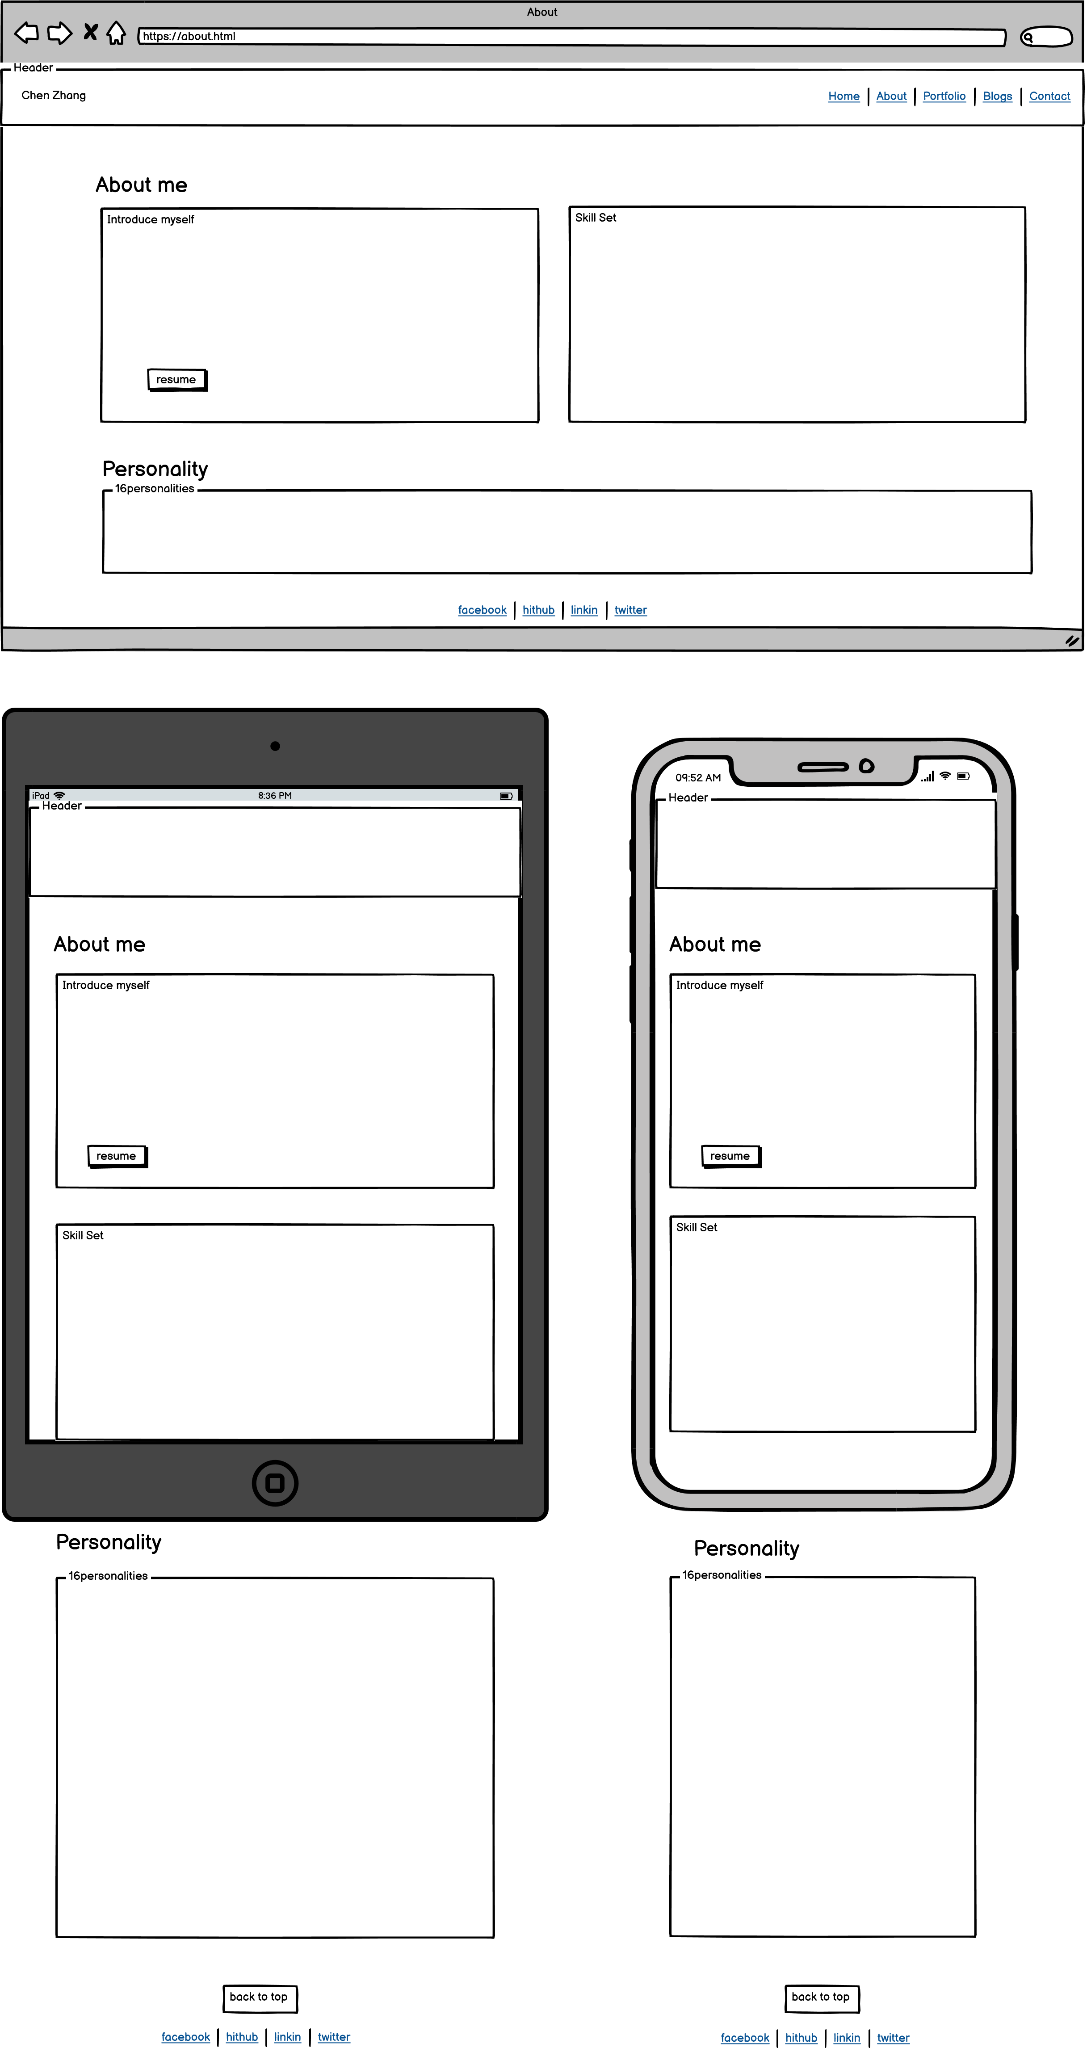 About
https://about.html
Header
Chen Zhang
Home About Portfolio Blogs Contact
About me
Introduce myself
Skill Set
resume
Personality
16personalities
facebook hithub linkin twitter
iPad 8:36 PM
Header
About me
Introduce myself
resume
Skill Set
Personality
16personalities
back to top
facebook hithub linkin twitter
09:52 AM
Header
About me
Introduce myself
resume
Skill Set
Personality
16personalities
back to top
facebook hithub linkin twitter